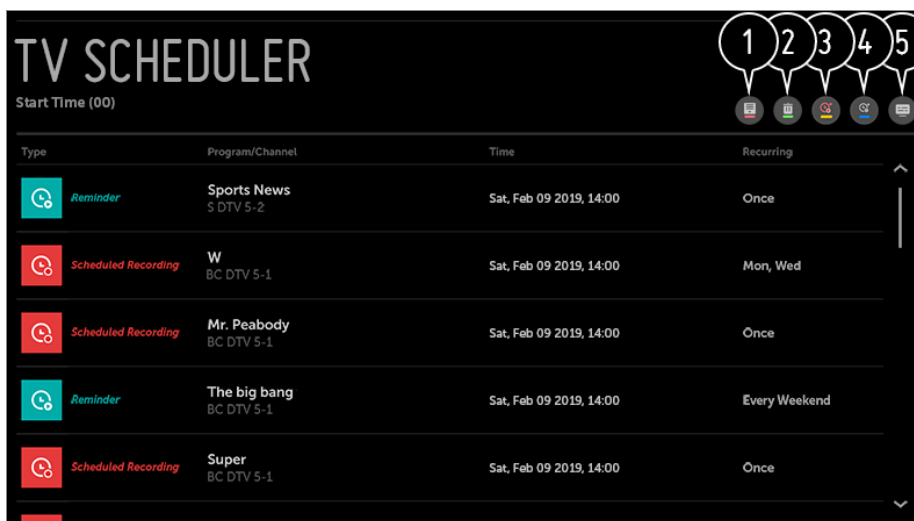 1 2 3 4 5
TV SCHEDULER
Start Time (00)
Type Program/Channel Time Recurring
Reminder Sports News S DTV 5-2 Sat, Feb 09 2019, 14:00 Once
Scheduled Recording W BC DTV 5-1 Sat, Feb 09 2019, 14:00 Mon, Wed
Scheduled Recording Mr. Peabody BC DTV 5-1 Sat, Feb 09 2019, 14:00 Once
Reminder The big bang BC DTV 5-1 Sat, Feb 09 2019, 14:00 Every Weekend
Scheduled Recording Super BC DTV 5-1 Sat, Feb 09 2019, 14:00 Once